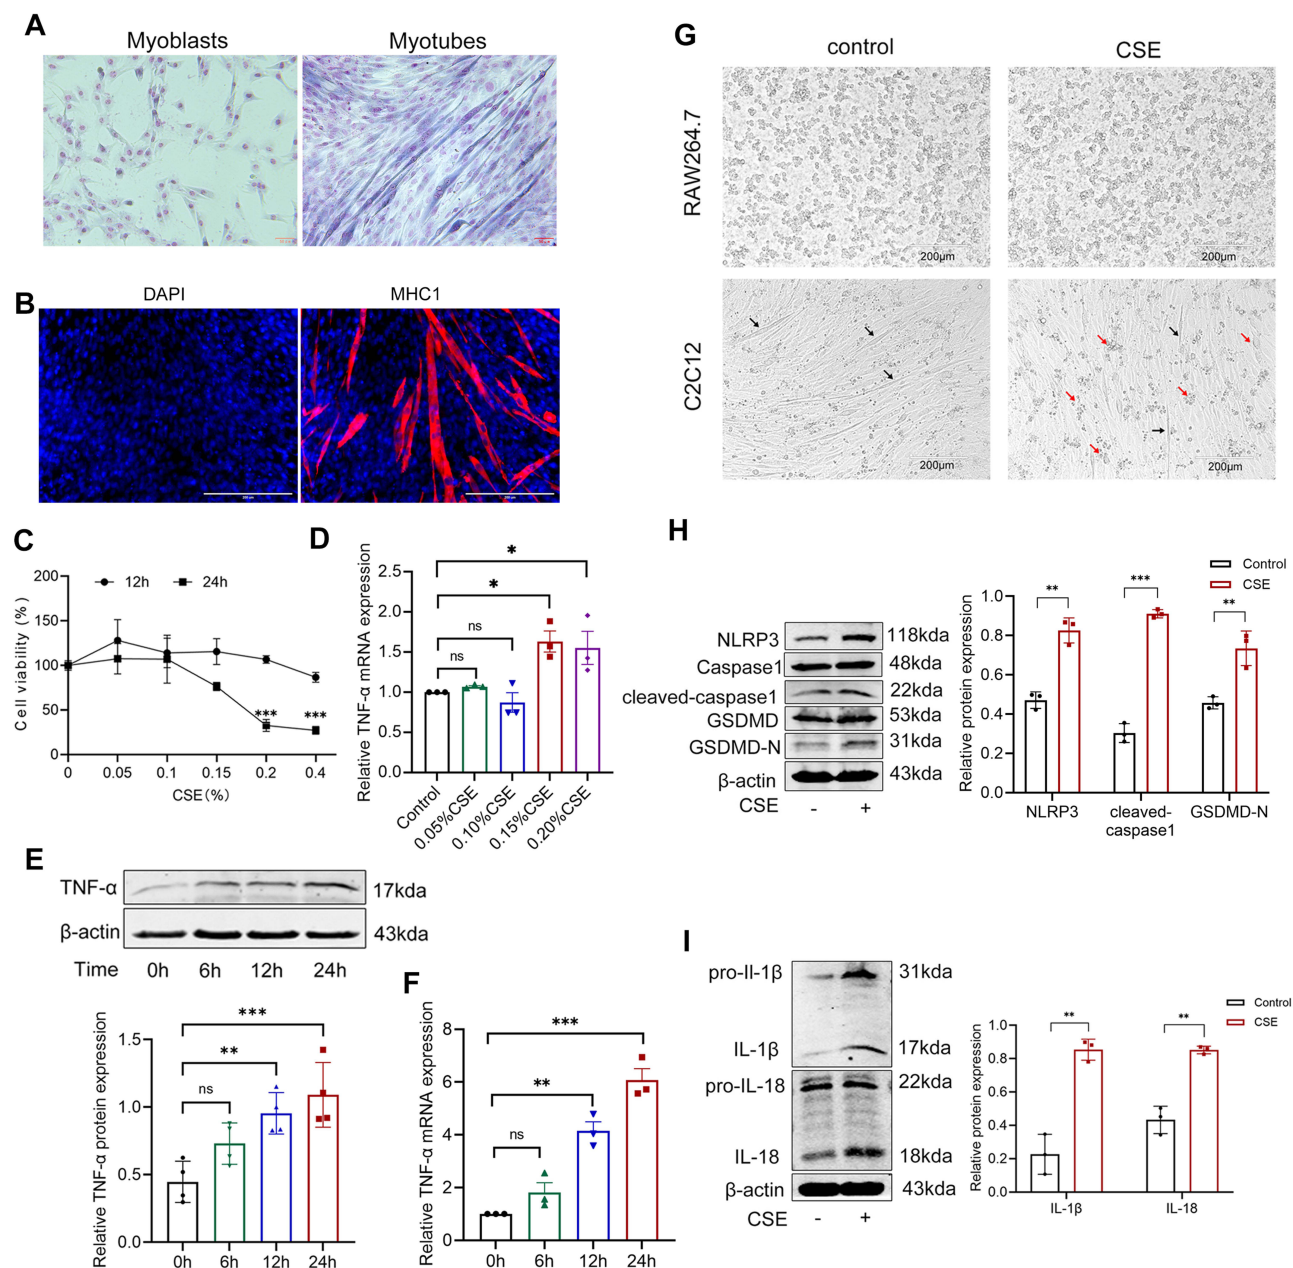 A
Myoblasts
Myotubes
B
DAPI
MHC1
C
Cell viability (%)
200
150
100
50
0
12h
24h
***
***
0
0.05
0.1
0.15
0.2
0.4
CSE(%)
D
Relative TNF-α mRNA expression
2.5
2.0
1.5
1.0
0.5
0.0
*
*
ns
ns
Control
0.05%CSE
0.10%CSE
0.15%CSE
0.20%CSE
E
TNF-α
17kda
β-actin
43kda
Time
0h
6h
12h
24h
Relative TNF-α protein expression
1.5
1.0
0.5
0.0
***
**
ns
0h
6h
12h
24h
F
Relative TNF-α mRNA expression
8
6
4
2
0
***
**
ns
0h
6h
12h
24h
G
control
CSE
RAW264.7
200μm
200μm
C2C12
200μm
200μm
H
NLRP3
118kda
Caspase1
48kda
cleaved-caspase1
22kda
GSDMD
53kda
GSDMD-N
31kda
β-actin
43kda
CSE
-
+
Control
CSE
Relative protein expression
1.0
0.8
0.6
0.4
0.2
0.0
**
***
**
NLRP3
cleaved-
caspase1
GSDMD-N
I
pro-Il-1β
31kda
IL-1β
17kda
pro-IL-18
22kda
IL-18
18kda
β-actin
43kda
CSE
-
+
Control
CSE
Relative protein expression
1.0
0.8
0.6
0.4
0.2
0.0
**
**
IL-1β
IL-18